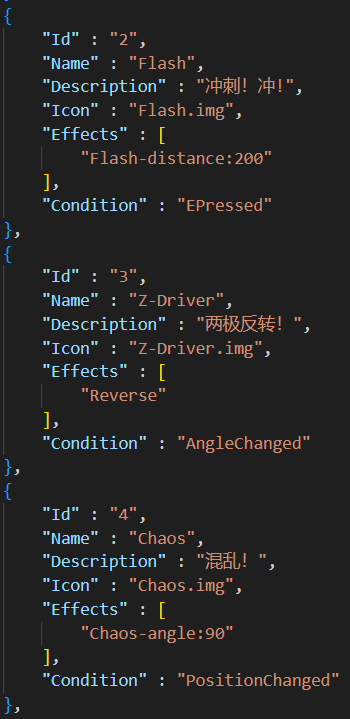 {
"Id" : "2",
"Name" : "Flash",
"Description" : "冲刺！冲!",
"Icon" : "Flash.img",
"Effects" : [
"Flash-distance:200"
],
"Condition" : "EPressed"
},
{
"Id" : "3",
"Name" : "Z-Driver",
"Description" : "两极反转！",
"Icon" : "Z-Driver.img",
"Effects" : [
"Reverse"
],
"Condition" : "AngleChanged"
},
{
"Id" : "4",
"Name" : "Chaos",
"Description" : "混乱！",
"Icon" : "Chaos.img",
"Effects" : [
"Chaos-angle:90"
],
"Condition" : "PositionChanged"
},